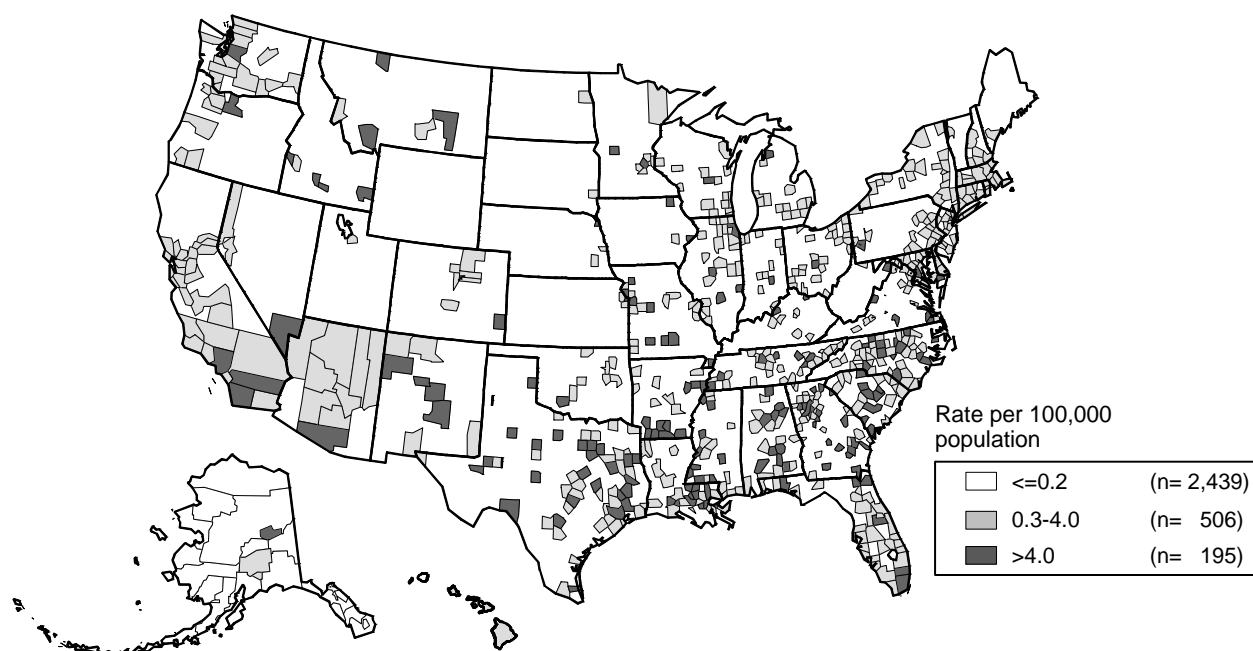 Rate per 100,000
population
<=0.2 (n= 2,439)
0.3-4.0 (n= 506)
>4.0 (n= 195)